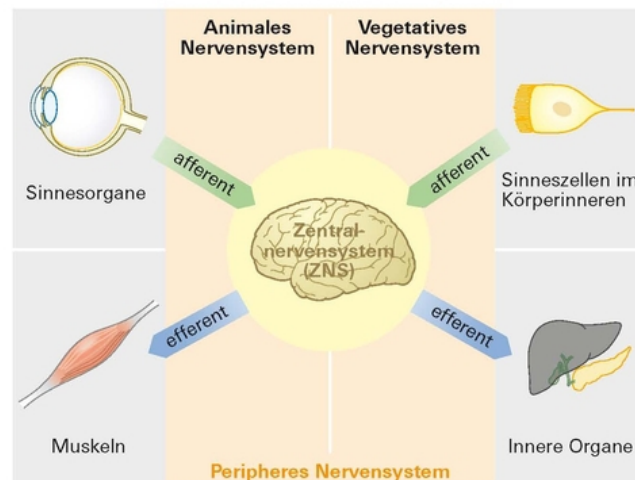 Animales
Nervensystem
Vegetatives
Nervensystem
afferent
afferent
Sinnesorgane
Sinneszellen im
Körperinneren
Zentral-
nervensystem
(ZNS)
efferent
efferent
Muskeln
Innere Organe
Peripheres Nervensystem